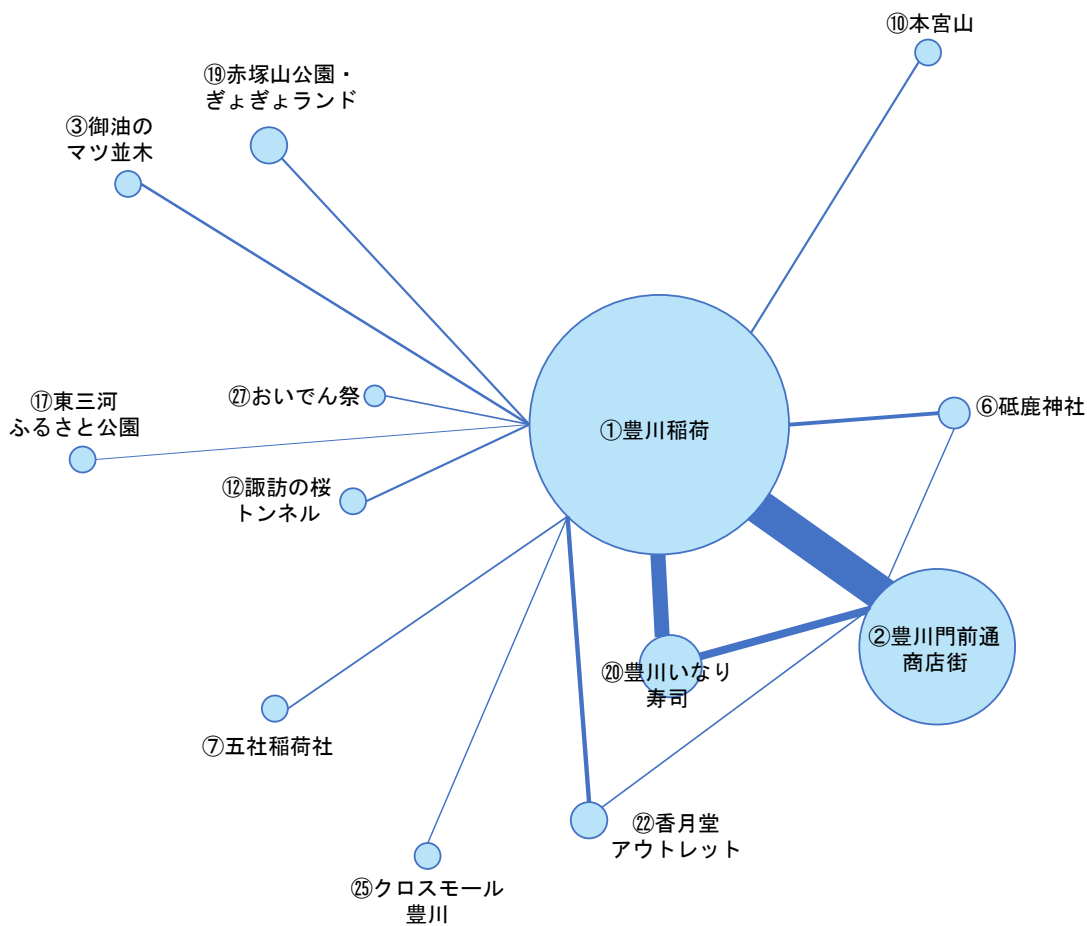 ⑩本宮山
⑲赤塚山公園・
ぎょぎょランド
③御油の
マツ並木
①豊川稲荷
⑥砥鹿神社
㉗おいでん祭
⑰東三河
ふるさと公園
⑫諏訪の桜
トンネル
②豊川門前通
商店街
⑳豊川いなり
寿司
⑦五社稲荷社
㉒香月堂
アウトレット
㉕クロスモール
豊川